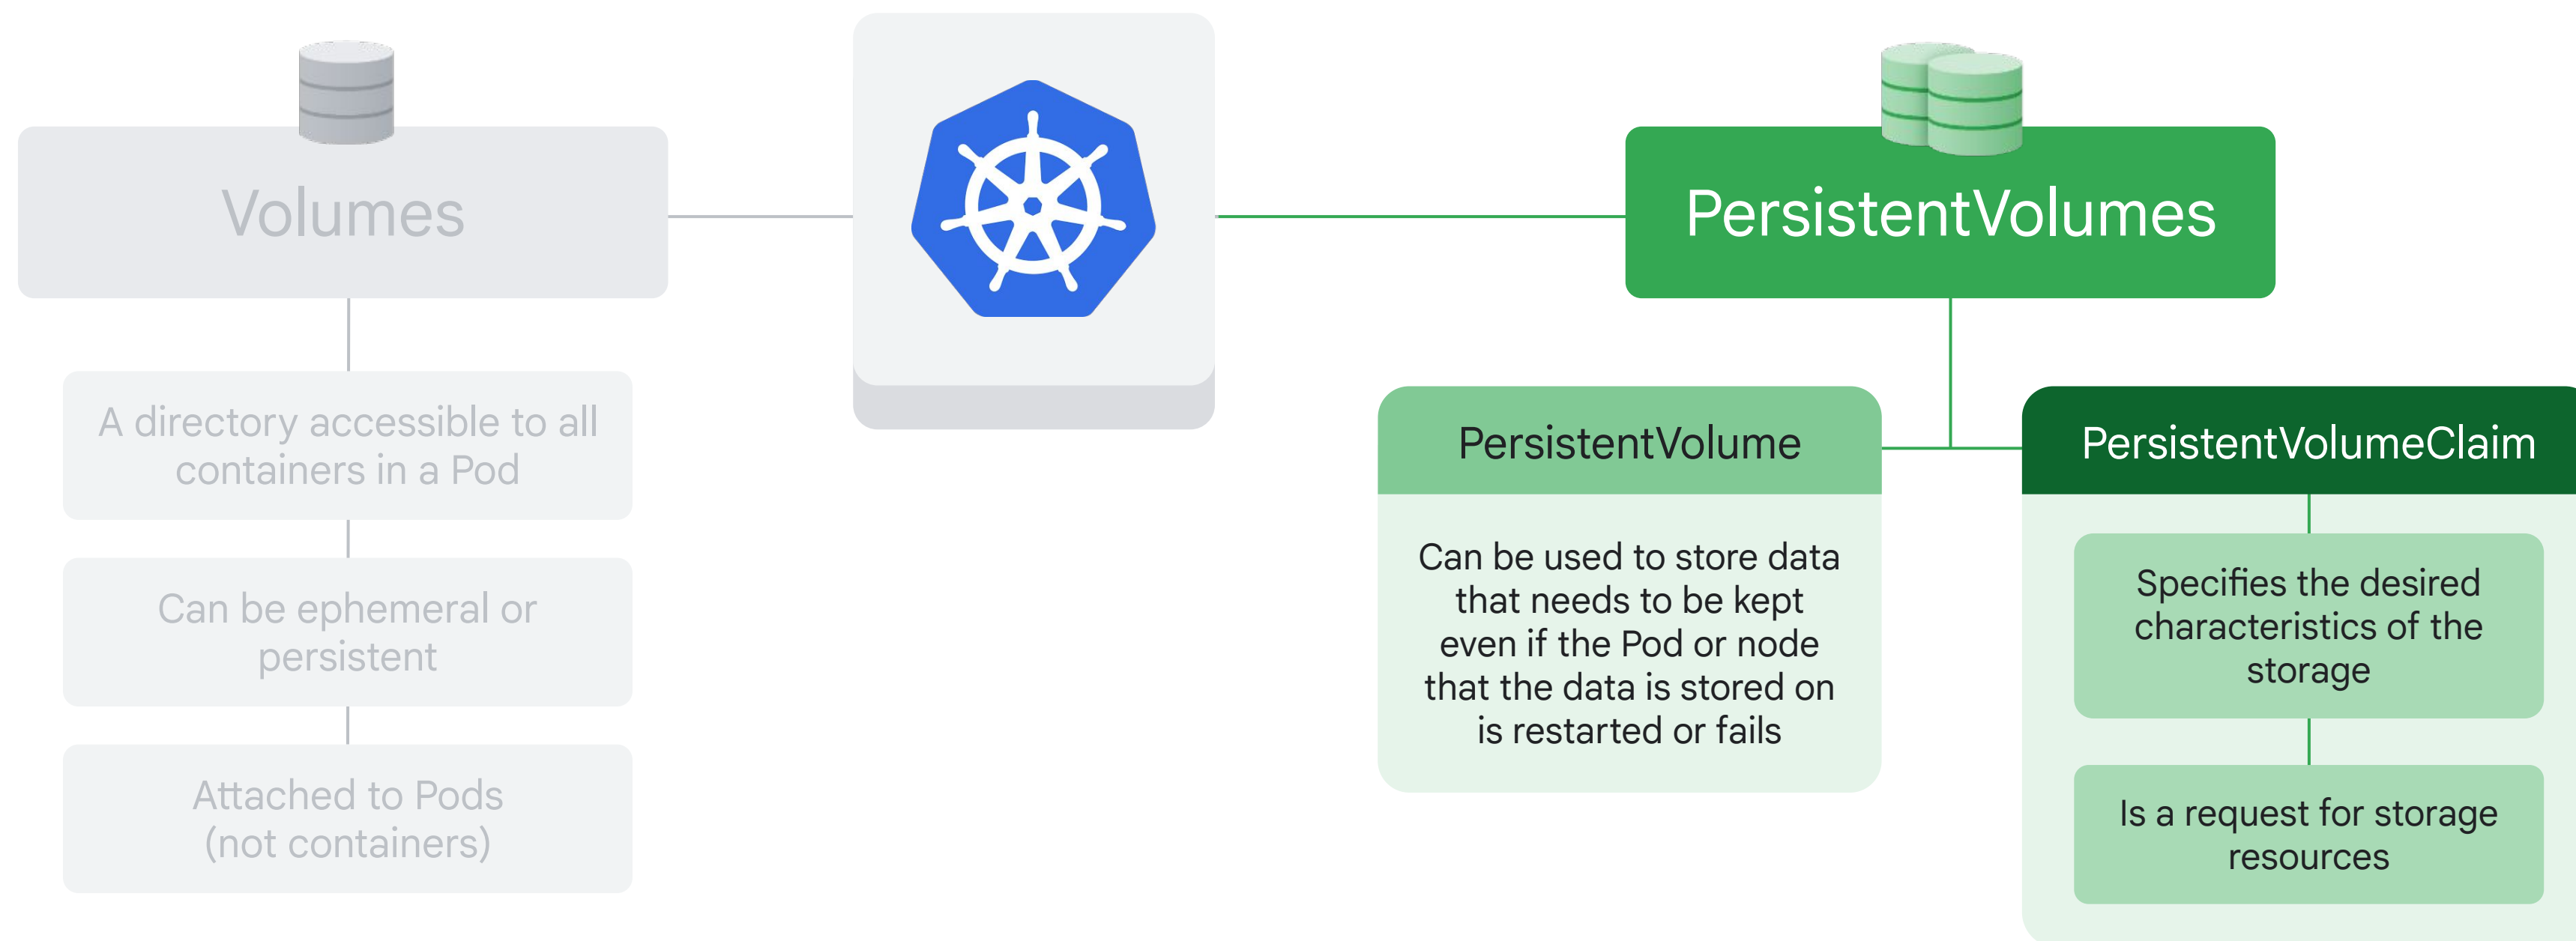 Volumes
A directory accessible to all
containers in a Pod
Can be ephemeral or
persistent
Attached to Pods
(not containers)
PersistentVolumes
PersistentVolume
Can be used to store data
that needs to be kept
even if the Pod or node
that the data is stored on
is restarted or fails
PersistentVolumeClaim
Specifies the desired
characteristics of the
storage
Is a request for storage
resources